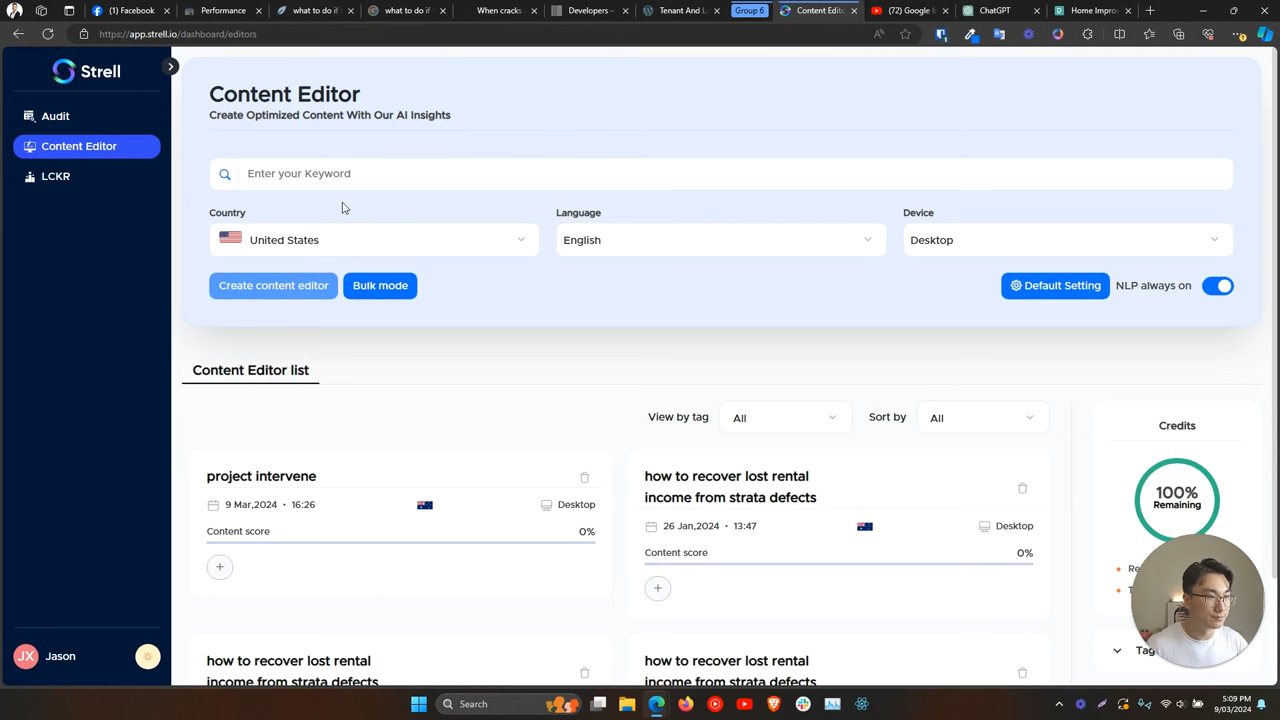 (1) Facebook
Performance
what to do if
what to do if
When cracks
Developers –
Tenant And L
Group 6
Content Edit
(72) Google I
ChatGPT
Home Improv
https://app.strell.io/dashboard/editors
Strell
Audit
Content Editor
LCKR
Content Editor
Create Optimized Content With Our AI Insights
Enter your Keyword
Country
Language
Device
United States
English
Desktop
Create content editor
Bulk mode
Default Setting
NLP always on
Content Editor list
View by tag
All
Sort by
All
Credits
100%
Remaining
project intervene
9 Mar,2024 • 16:26
Desktop
Content score
0%
how to recover lost rental
income from strata defects
26 Jan,2024 • 13:47
Desktop
Content score
0%
Re
T
Tag
how to recover lost rental
income from strata defects
how to recover lost rental
income from strata defects
JX
Jason
Search
5:09 PM
9/03/2024